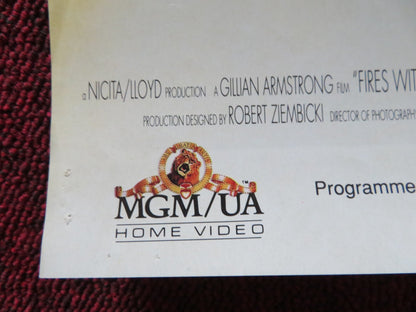 a NICITA/LLOYD PRODUCTION A GILLIAN ARMSTRONG FILM "FIRES WIT
PRODUCTION DESIGNED BY ROBERT ZIEMBICKI DIRECTOR OF PHOTOGRAPH
Programme
MGM/UA
HOME VIDEO